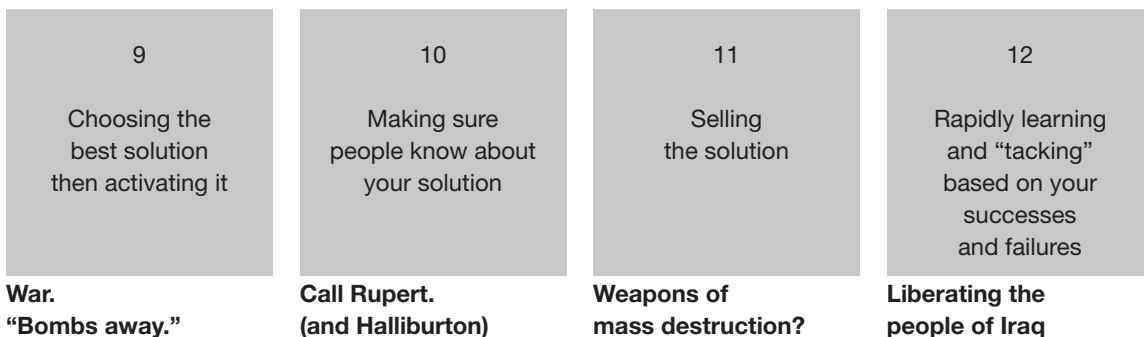 9
Choosing the
best solution
then activating it
War.
“Bombs away.”
10
Making sure
people know about
your solution
Call Rupert.
(and Halliburton)
11
Selling
the solution
Weapons of
mass destruction?
12
Rapidly learning
and “tacking”
based on your
successes
and failures
Liberating the
people of Iraq